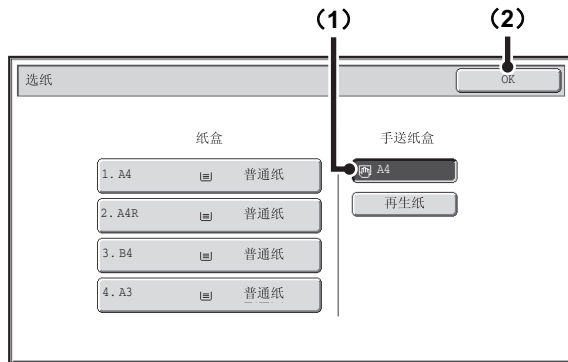 (1) (2)
选纸 OK
纸盒 手送纸盒
1. A4 普通纸 A4
2. A4R 普通纸 再生纸
3. B4 普通纸
4. A3 普通纸